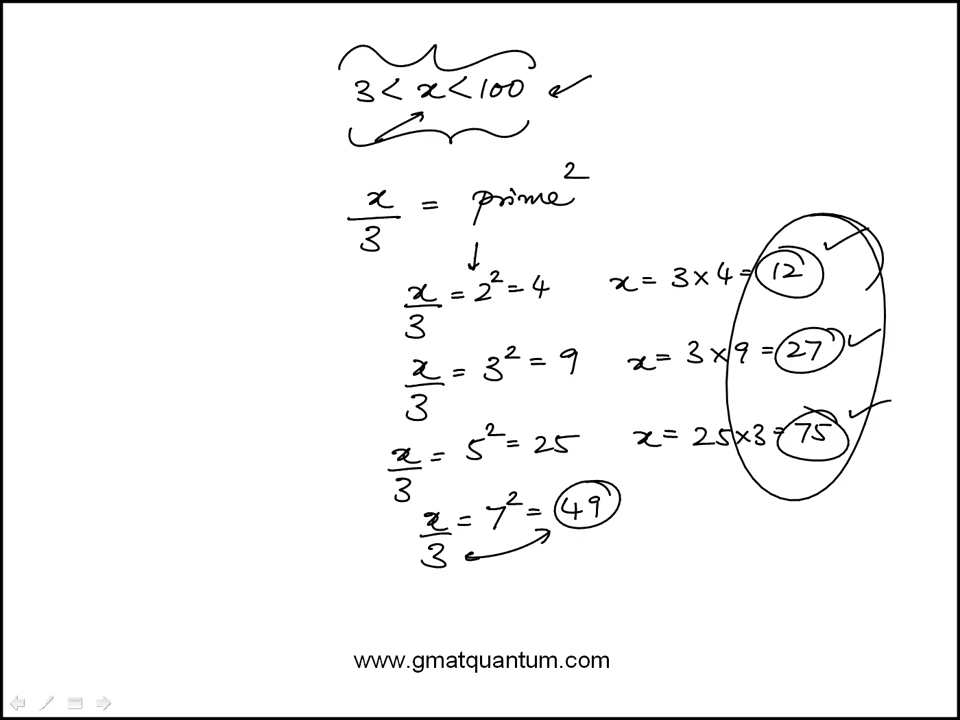 3 < x < 100 ✓
x/3 = prime²
↓
x/3 = 2² = 4 x = 3 × 4 = 12 ✓
x/3 = 3² = 9 x = 3 × 9 = 27 ✓
x/3 = 5² = 25 x = 25 × 3 = 75 ✓
x/3 = 7² = 49
www.gmatquantum.com